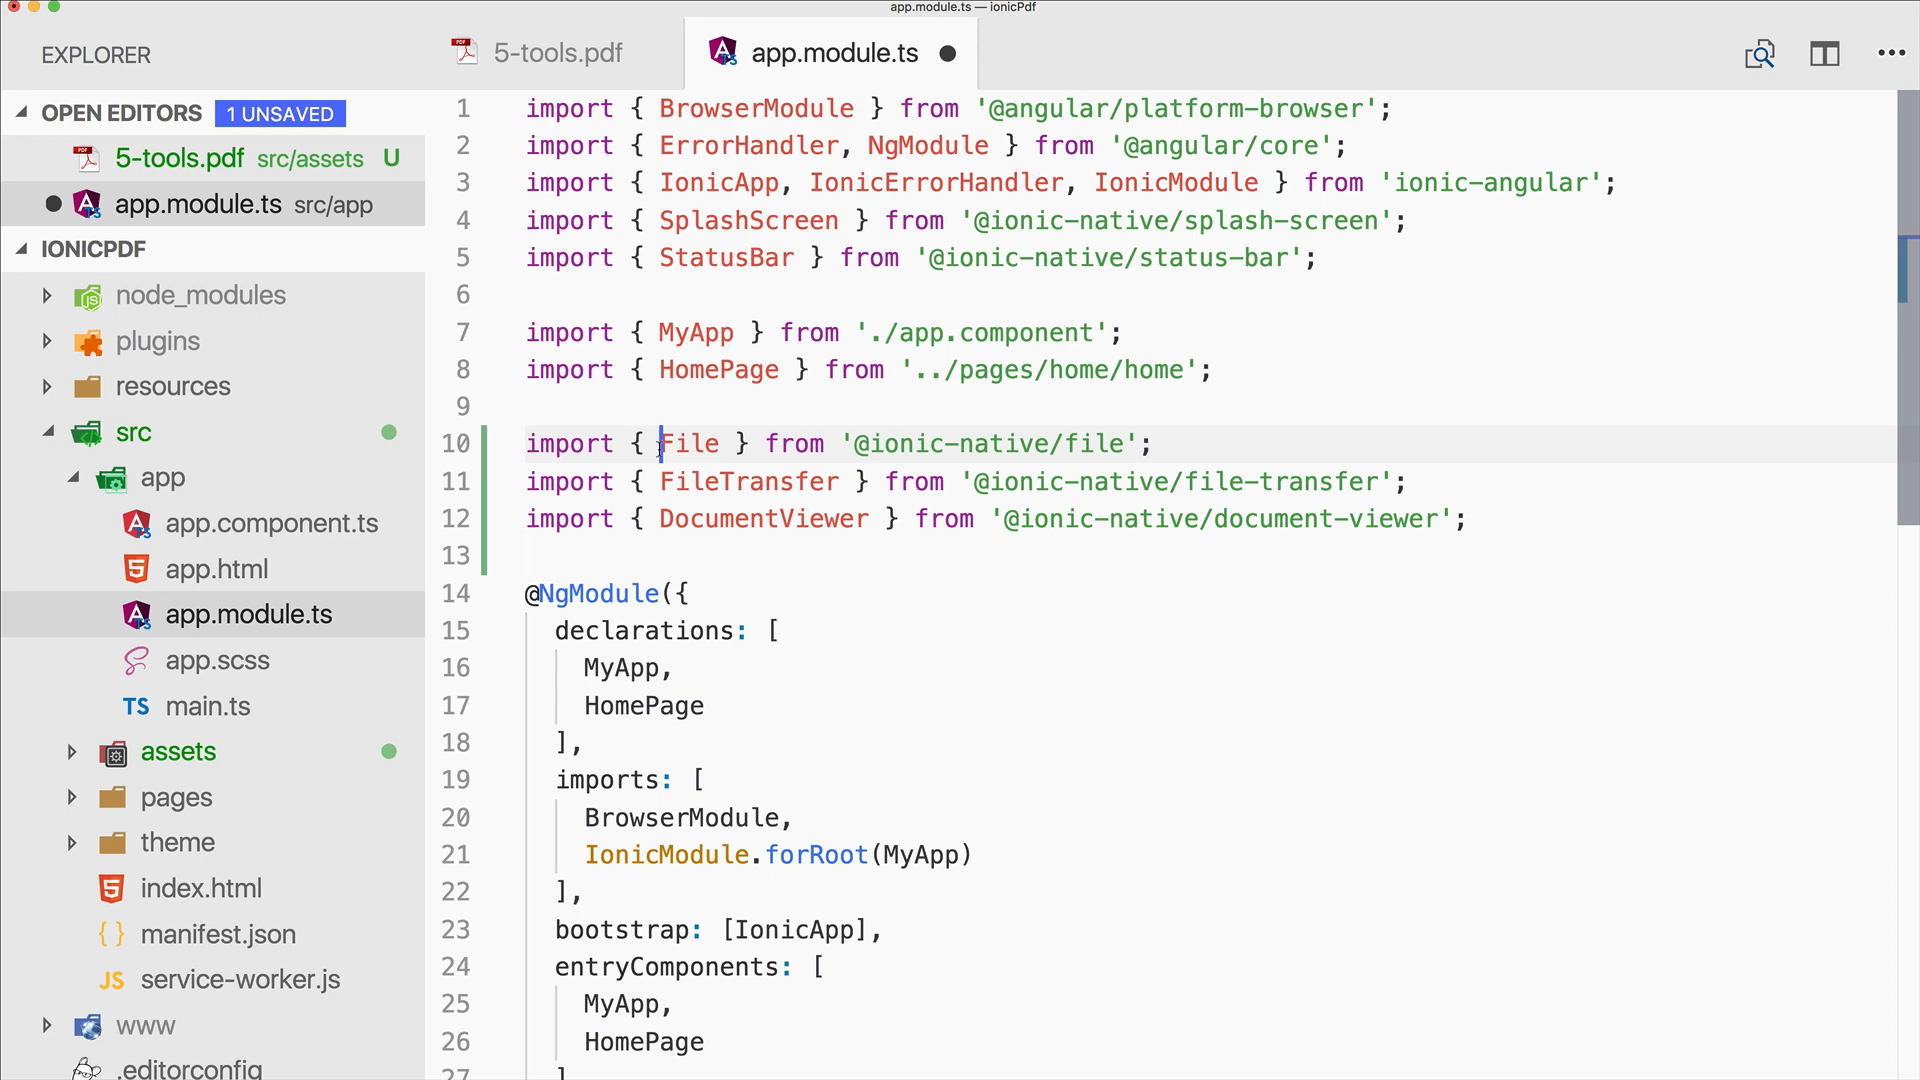 app.module.ts — ionicPdf
EXPLORER
OPEN EDITORS 1 UNSAVED
5-tools.pdf src/assets U
app.module.ts src/app
IONICPDF
node_modules
plugins
resources
src
app
app.component.ts
app.html
app.module.ts
app.scss
TS main.ts
assets
pages
theme
index.html
{ } manifest.json
JS service-worker.js
www
.editorconfig
5-tools.pdf
app.module.ts
1 import { BrowserModule } from '@angular/platform-browser';
2 import { ErrorHandler, NgModule } from '@angular/core';
3 import { IonicApp, IonicErrorHandler, IonicModule } from 'ionic-angular';
4 import { SplashScreen } from '@ionic-native/splash-screen';
5 import { StatusBar } from '@ionic-native/status-bar';
6
7 import { MyApp } from './app.component';
8 import { HomePage } from '../pages/home/home';
9
10 import { File } from '@ionic-native/file';
11 import { FileTransfer } from '@ionic-native/file-transfer';
12 import { DocumentViewer } from '@ionic-native/document-viewer';
13
14 @NgModule({
15 declarations: [
16 MyApp,
17 HomePage
18 ],
19 imports: [
20 BrowserModule,
21 IonicModule.forRoot(MyApp)
22 ],
23 bootstrap: [IonicApp],
24 entryComponents: [
25 MyApp,
26 HomePage
27 ]